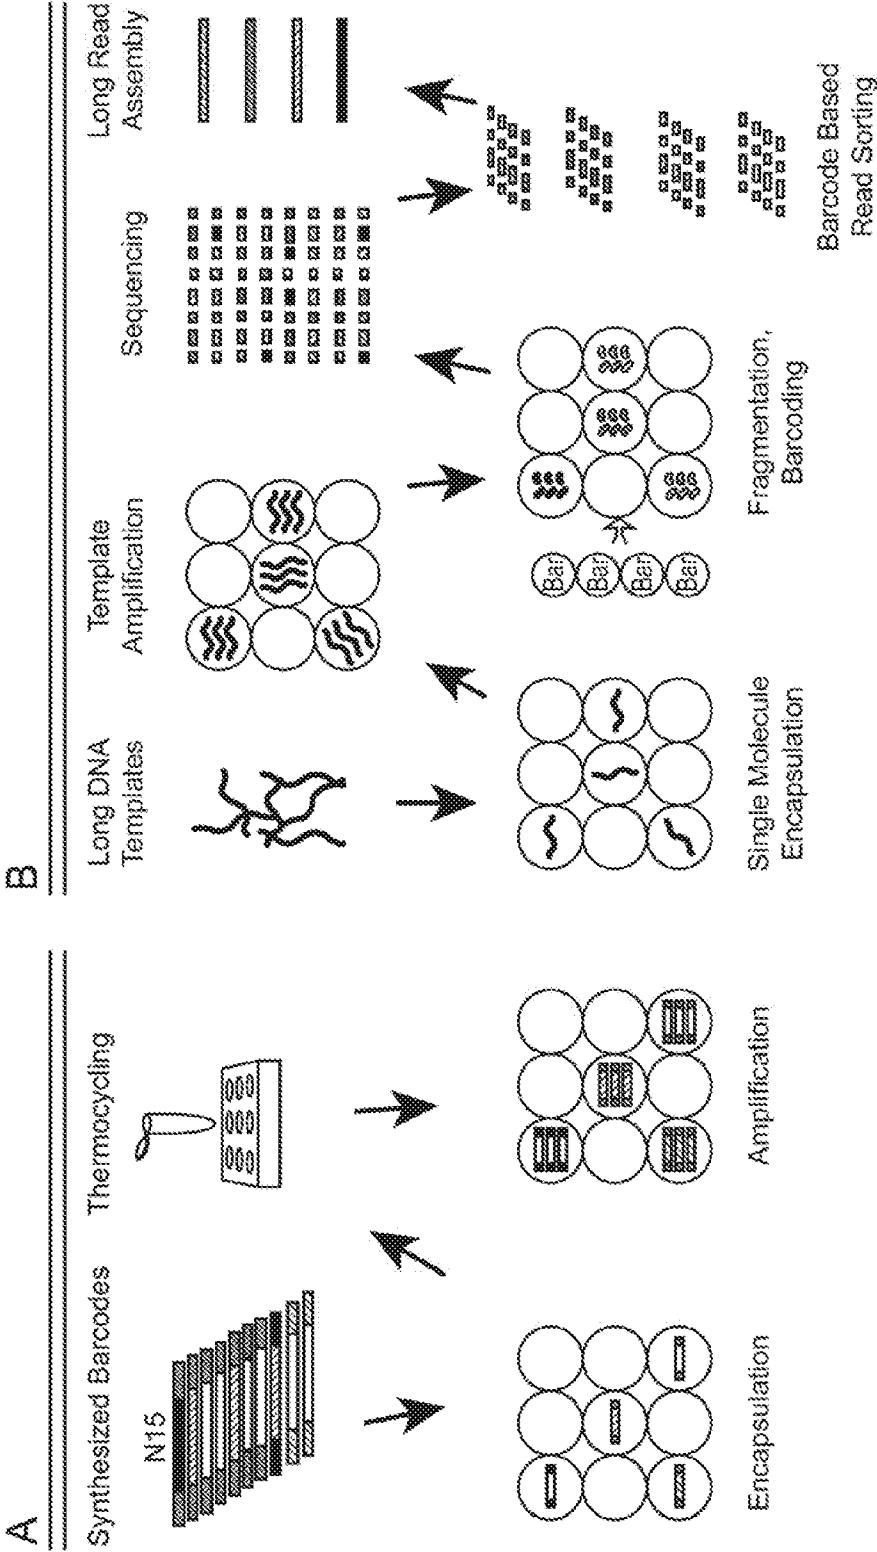 A
Synthesized Barcodes
N15
Thermocycling
Encapsulation
Amplification
B
Long DNA
Templates
Template
Amplification
Sequencing
Long Read
Assembly
Single Molecule
Encapsulation
Bar
Bar
Bar
Bar
Fragmentation,
Barcoding
Barcode Based
Read Sorting